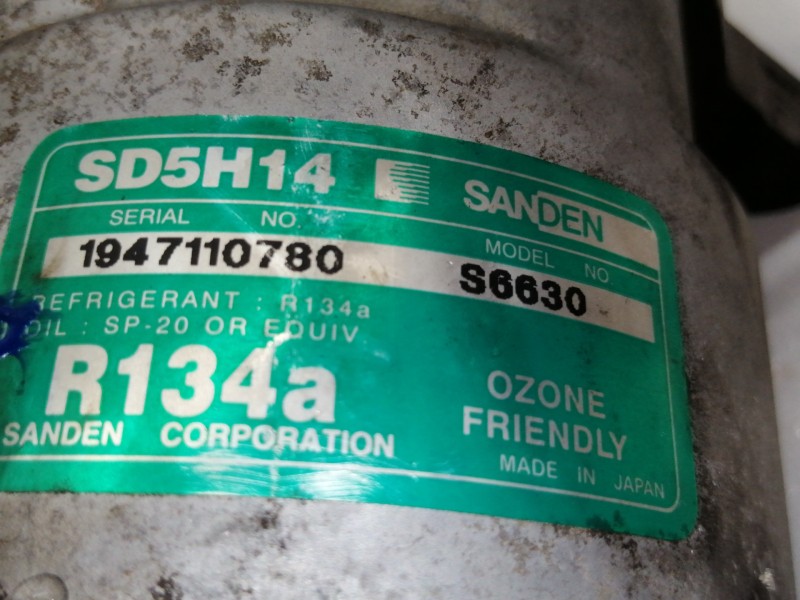 SD5H14 SANDEN
SERIAL NO
1947110780
MODEL NO.
S6630
REFRIGERANT : R134a
OIL : SP-20 OR EQUIV
R134a
SANDEN CORPORATION
OZONE
FRIENDLY
MADE IN JAPAN